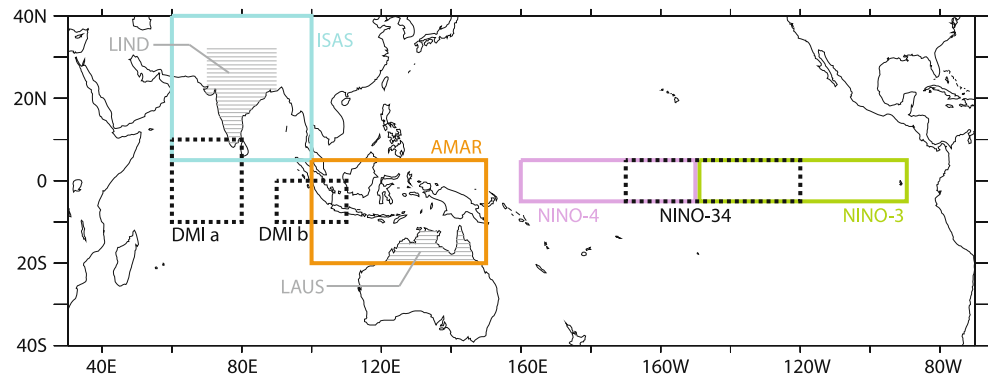 40N
LIND
ISAS
20N
AMAR
0
NINO-4
NINO-34
NINO-3
DMI a
DMI b
20S
LAUS
40S
40E
80E
120E
160E
160W
120W
80W